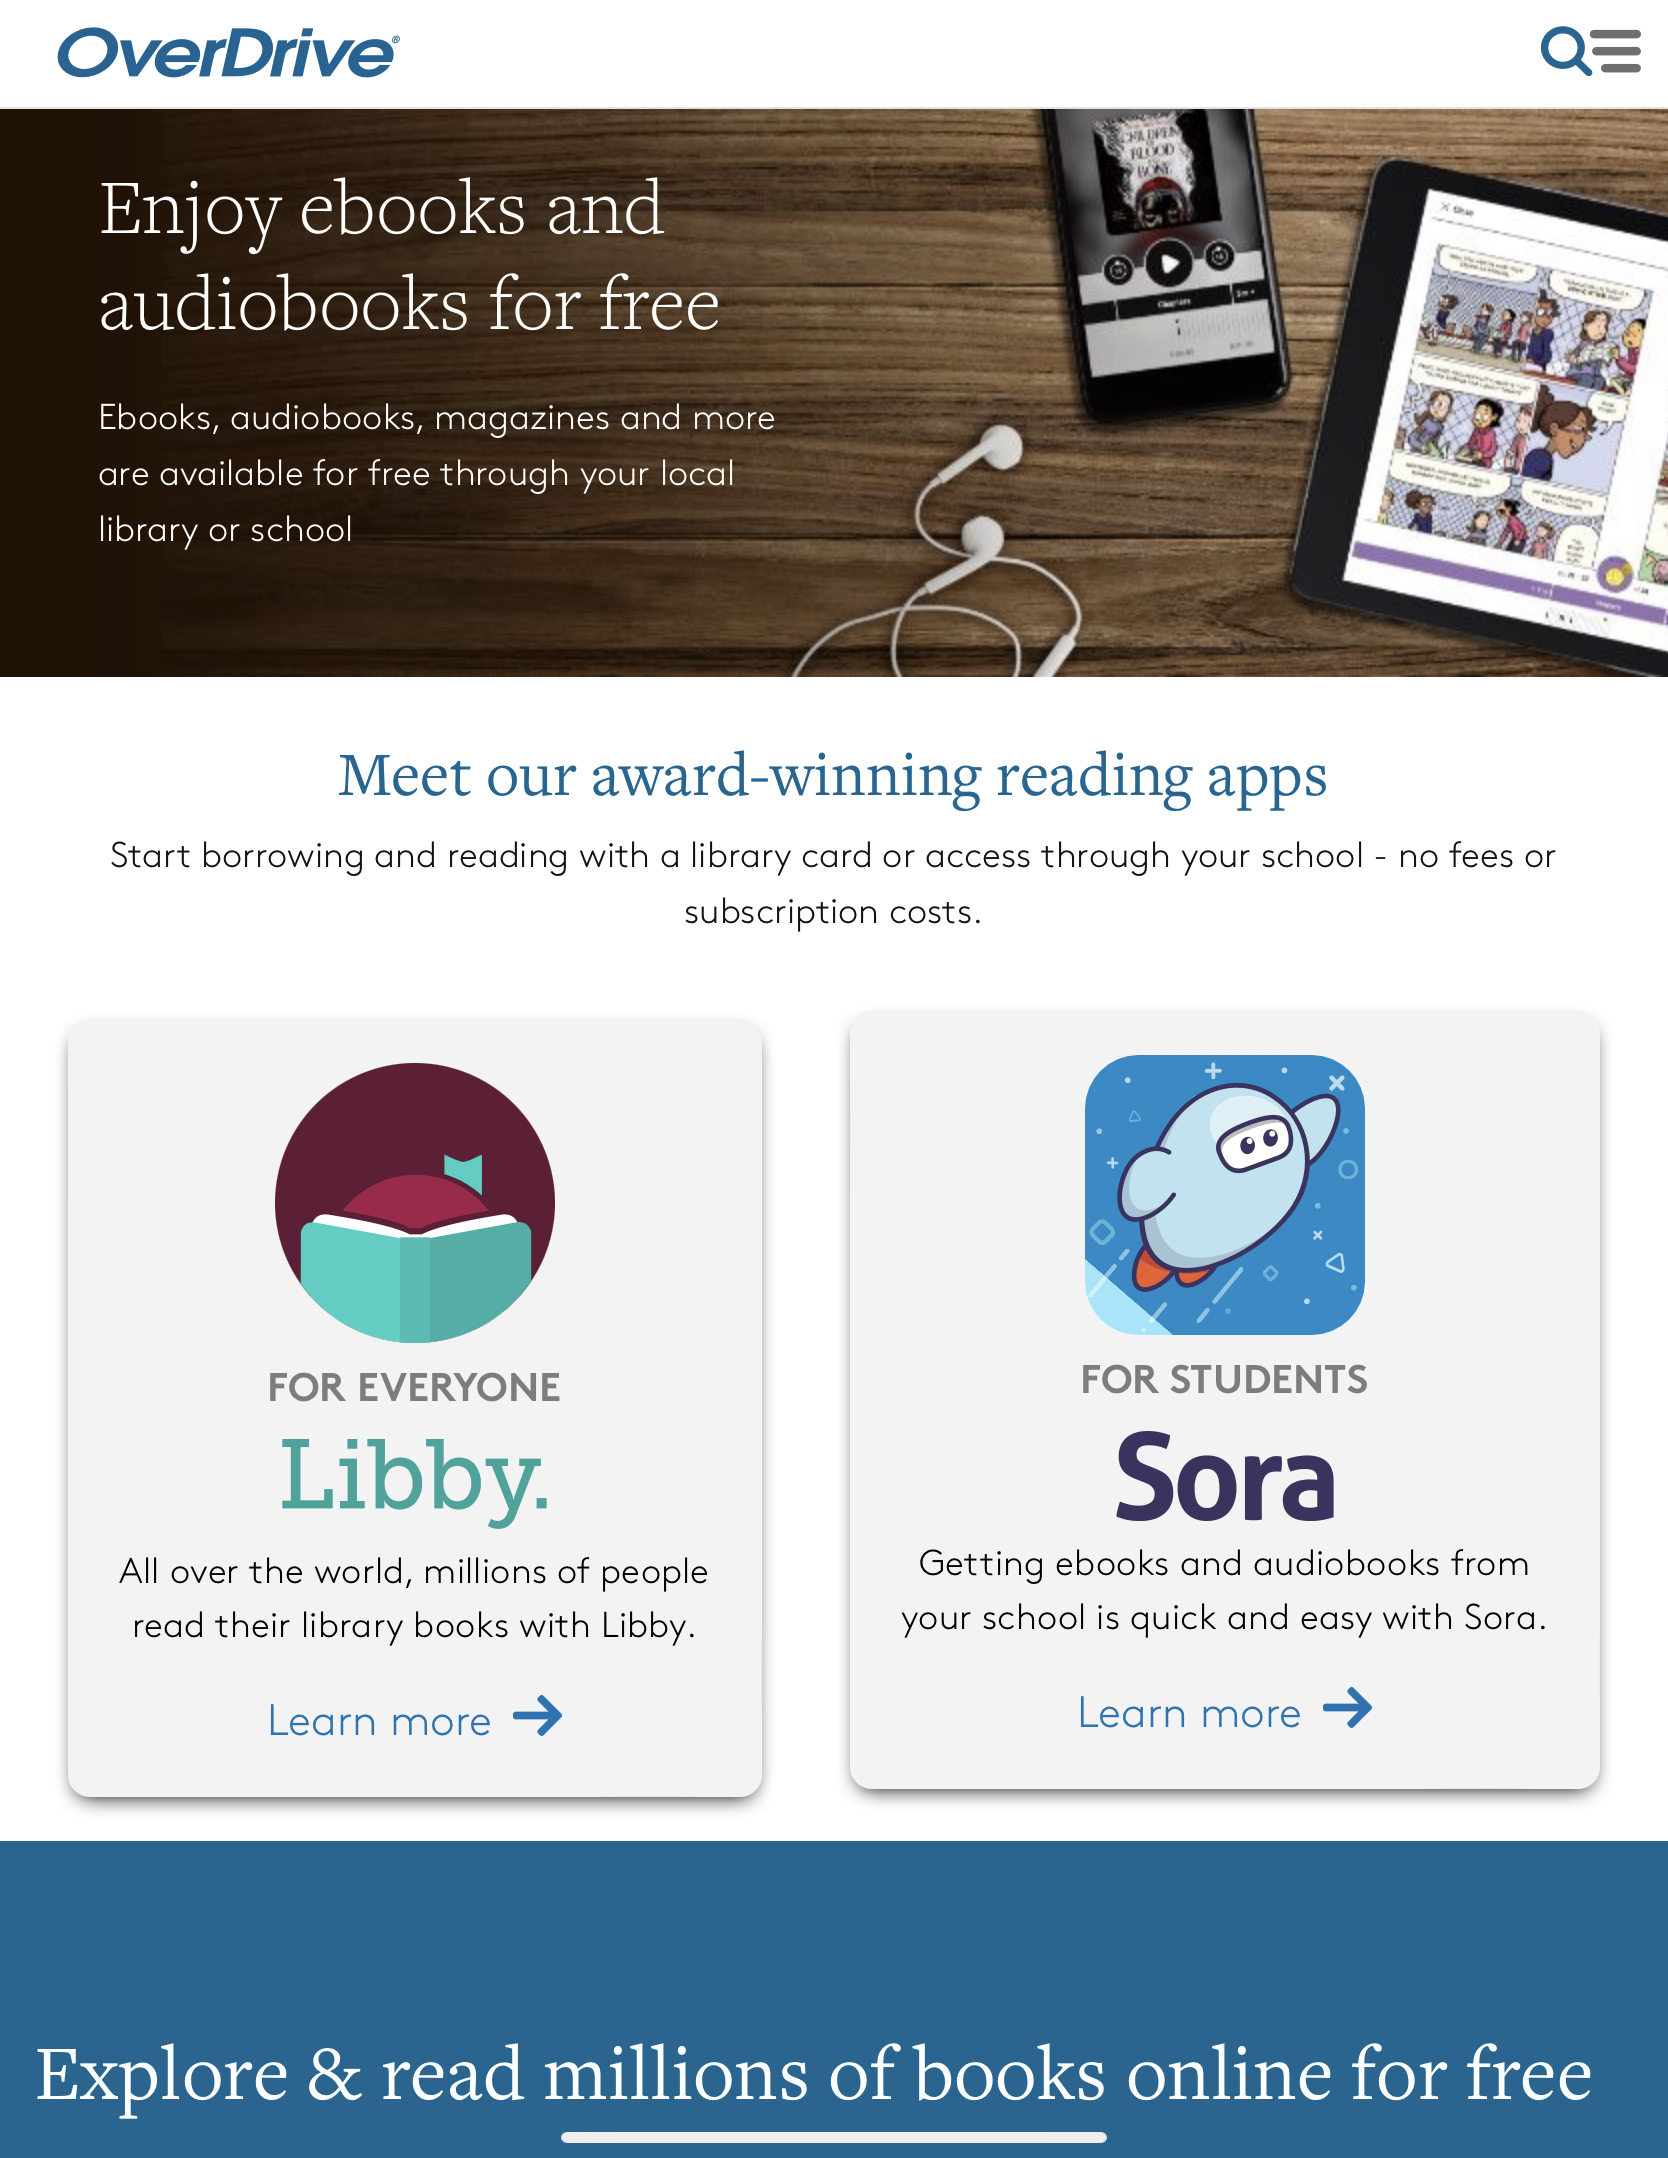 OverDrive®
Enjoy ebooks and
audiobooks for free
Ebooks, audiobooks, magazines and more
are available for free through your local
library or school
CHILDREN
BLOOD
BONE
Chapters
Meet our award-winning reading apps
Start borrowing and reading with a library card or access through your school - no fees or
subscription costs.
FOR EVERYONE
Libby.
All over the world, millions of people
read their library books with Libby.
Learn more
FOR STUDENTS
Sora
Getting ebooks and audiobooks from
your school is quick and easy with Sora.
Learn more
Explore & read millions of books online for free